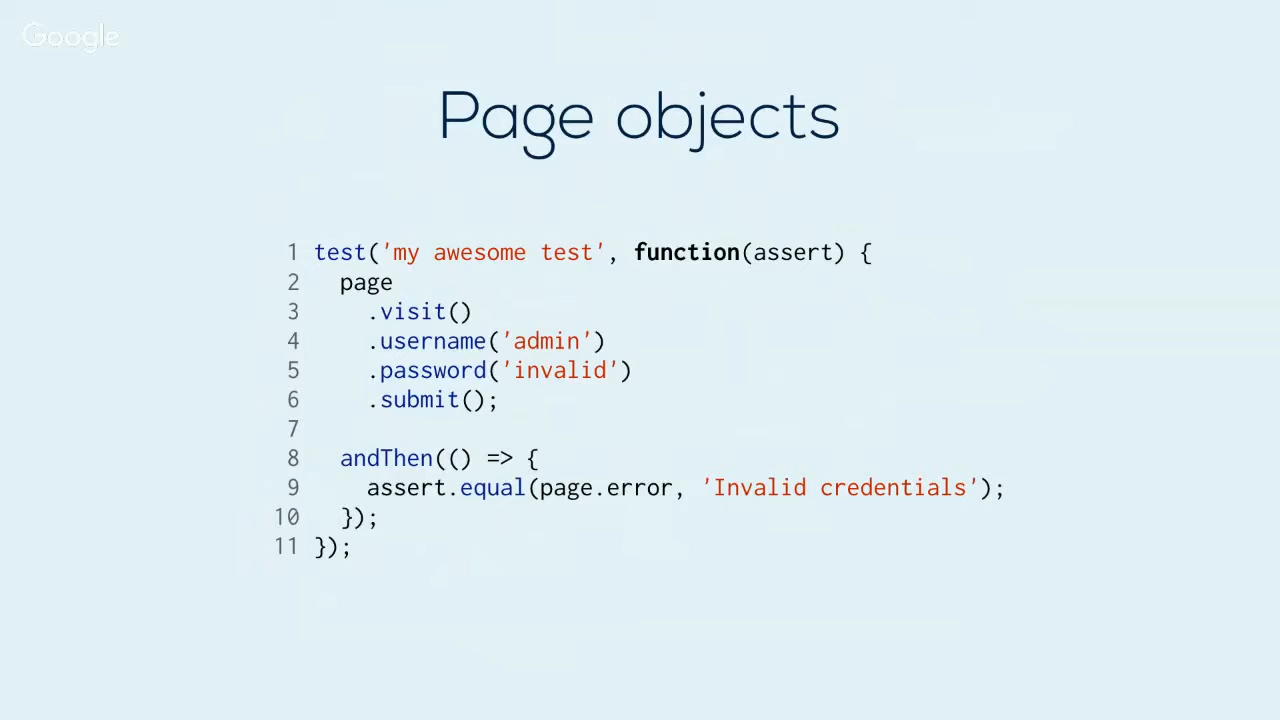 Google
Page objects
1 test('my awesome test', function(assert) {
2   page
3     .visit()
4     .username('admin')
5     .password('invalid')
6     .submit();
7
8   andThen(() => {
9     assert.equal(page.error, 'Invalid credentials');
10   });
11 });